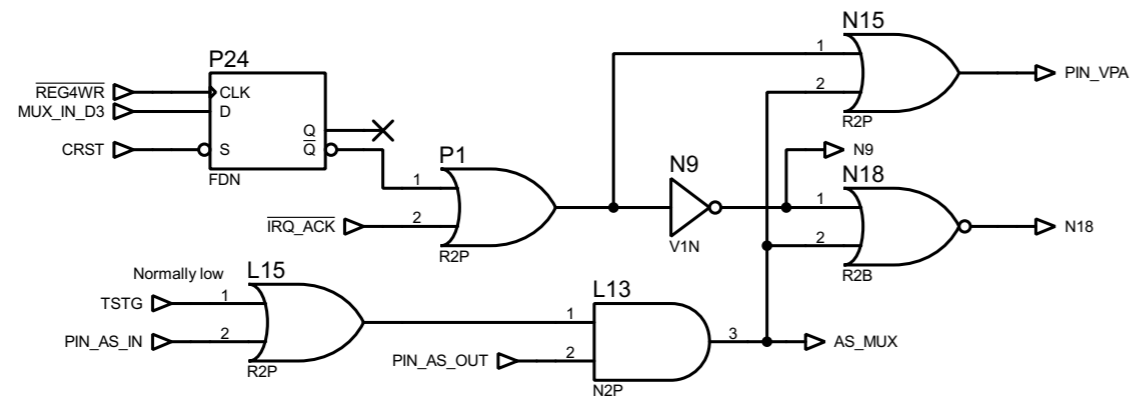 N15
P24
1
REG4WR
CLK
PIN_VPA
MUX_IN_D3
D
2
R2P
Q
P1
N9
CRST
S
Q
N9
N18
FDN
1
1
IRQ_ACK
2
N18
V1N
2
R2P
R2B
Normally low
L15
L13
TSTG
1
1
PIN_AS_IN
2
3
AS_MUX
PIN_AS_OUT
2
R2P
N2P